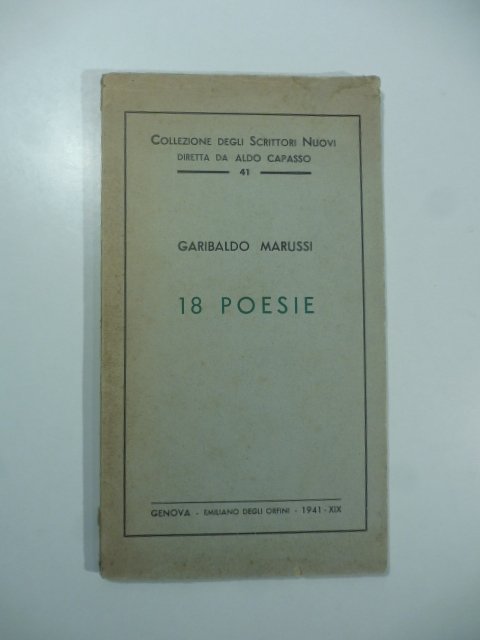 COLLEZIONE DEGLI SCRITTORI NUOVI
DIRETTA DA ALDO CAPASSO
41
GARIBALDO MARUSSI
18 POESIE
GENOVA - EMILIANO DEGLI ORFINI - 1941-XIX